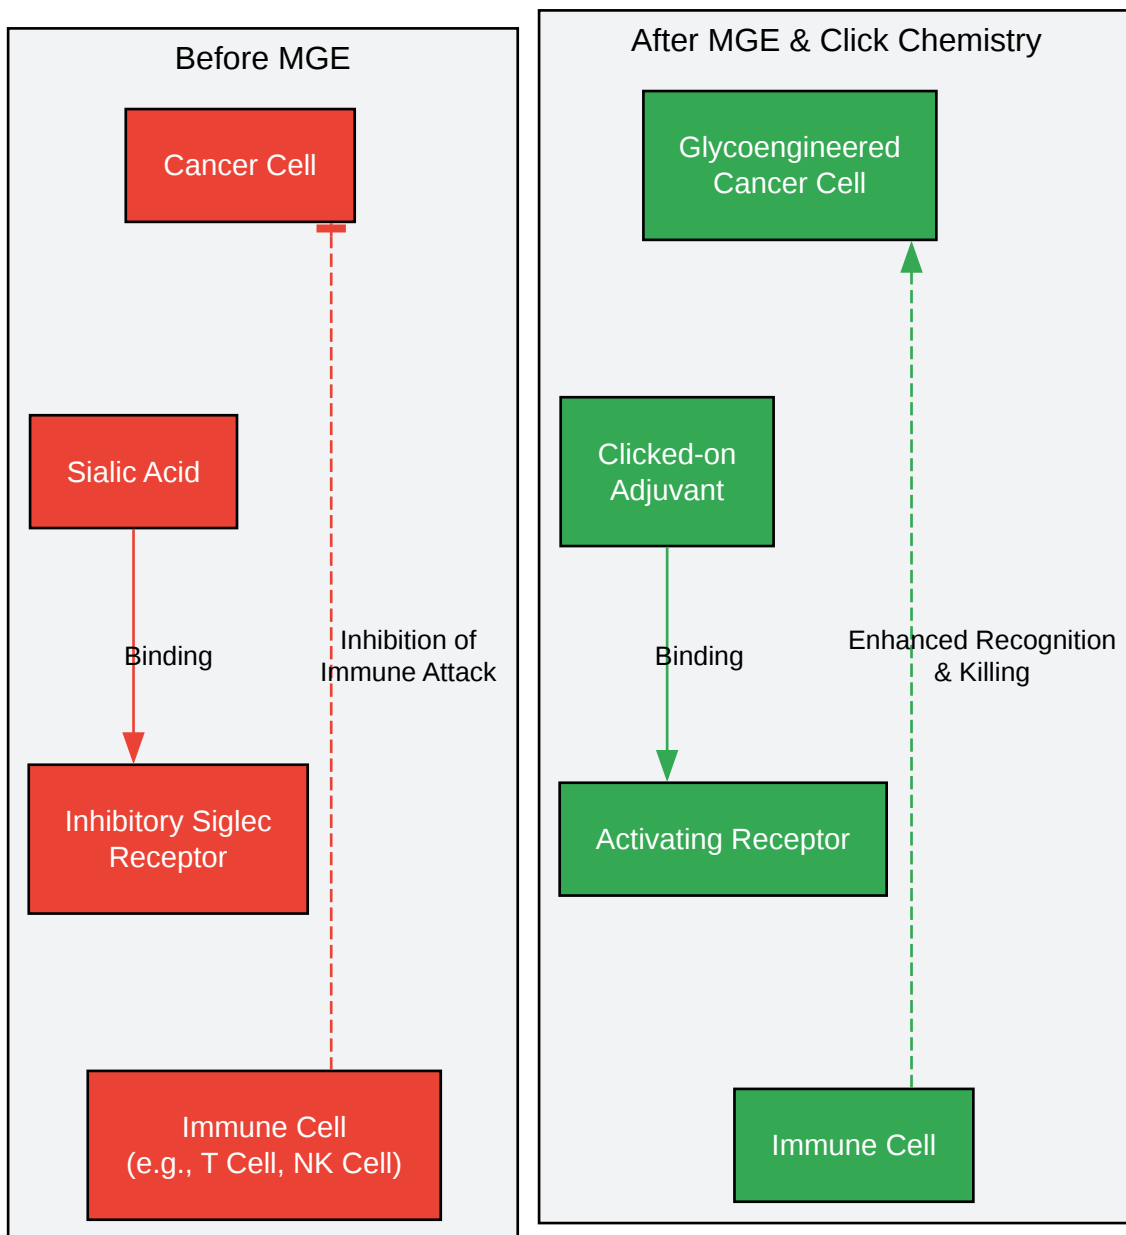 Before MGE
Cancer Cell
Sialic Acid
Binding
Inhibition of
Immune Attack
Inhibitory Siglec
Receptor
Immune Cell
(e.g., T Cell, NK Cell)
After MGE & Click Chemistry
Glycoengineered
Cancer Cell
Clicked-on
Adjuvant
Binding
Enhanced Recognition
& Killing
Activating Receptor
Immune Cell